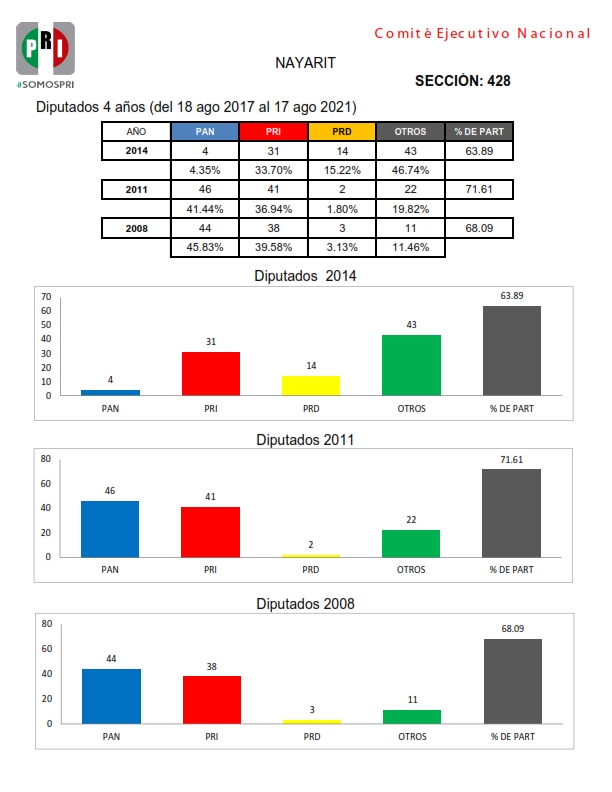 PRI
#SOMOSPRI
Comité Ejecutivo Nacional
NAYARIT
SECCIÓN: 428
Diputados 4 años (del 18 ago 2017 al 17 ago 2021)
AÑO PAN PRI PRD OTROS % DE PART
2014 4 31 14 43 63.89
4.35% 33.70% 15.22% 46.74%
2011 46 41 2 22 71.61
41.44% 36.94% 1.80% 19.82%
2008 44 38 3 11 68.09
45.83% 39.58% 3.13% 11.46%
Diputados 2014
70
60
50
40
30
20
10
0
4 31 14 43 63.89
PAN PRI PRD OTROS % DE PART
Diputados 2011
80
60
40
20
0
46 41 2 22 71.61
PAN PRI PRD OTROS % DE PART
Diputados 2008
80
60
40
20
0
44 38 3 11 68.09
PAN PRI PRD OTROS % DE PART